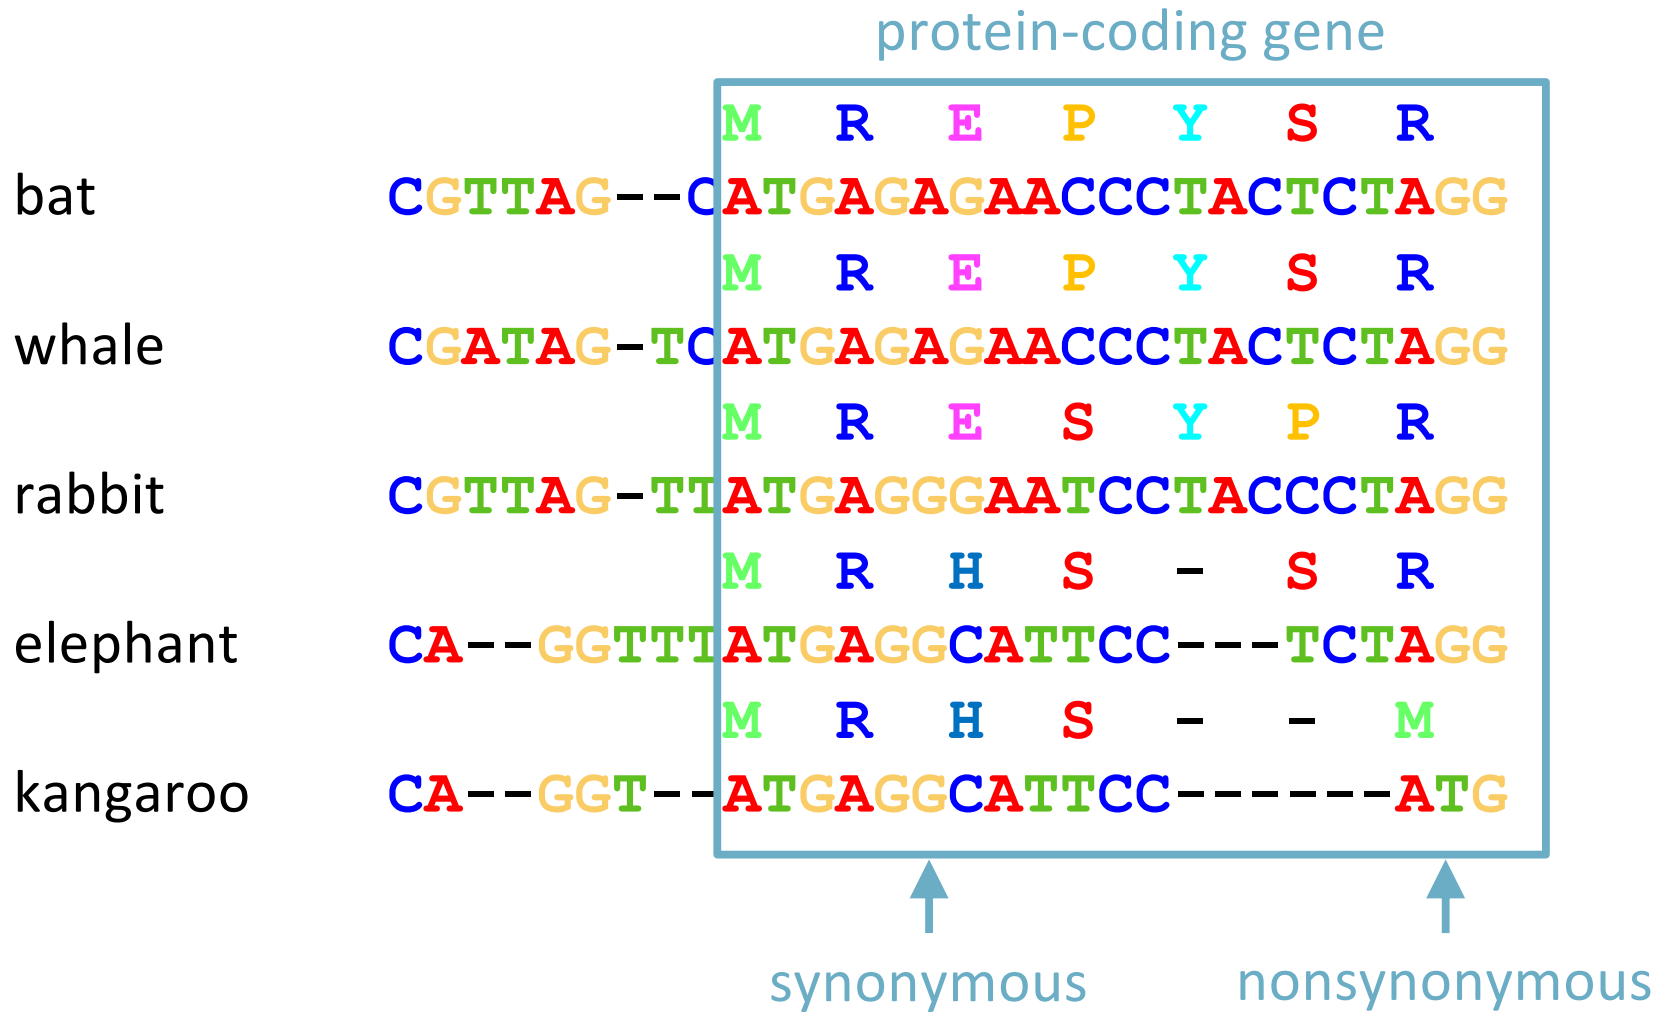 protein-coding gene
M R E P Y S R
bat CGTTAG--CATGAGAGAACCCTACTCTAGG
M R E P Y S R
whale CGATAG-TCATGAGAGAACCCTACTCTAGG
M R E S Y P R
rabbit CGTTAG-TTATGAGGGAATCCTACCCTAGG
M R H S - S R
elephant CA--GGTTTATGAGGCATTCC---TCTAGG
M R H S - - M
kangaroo CA--GGT--ATGAGGCATTCC------ATG
synonymous nonsynonymous